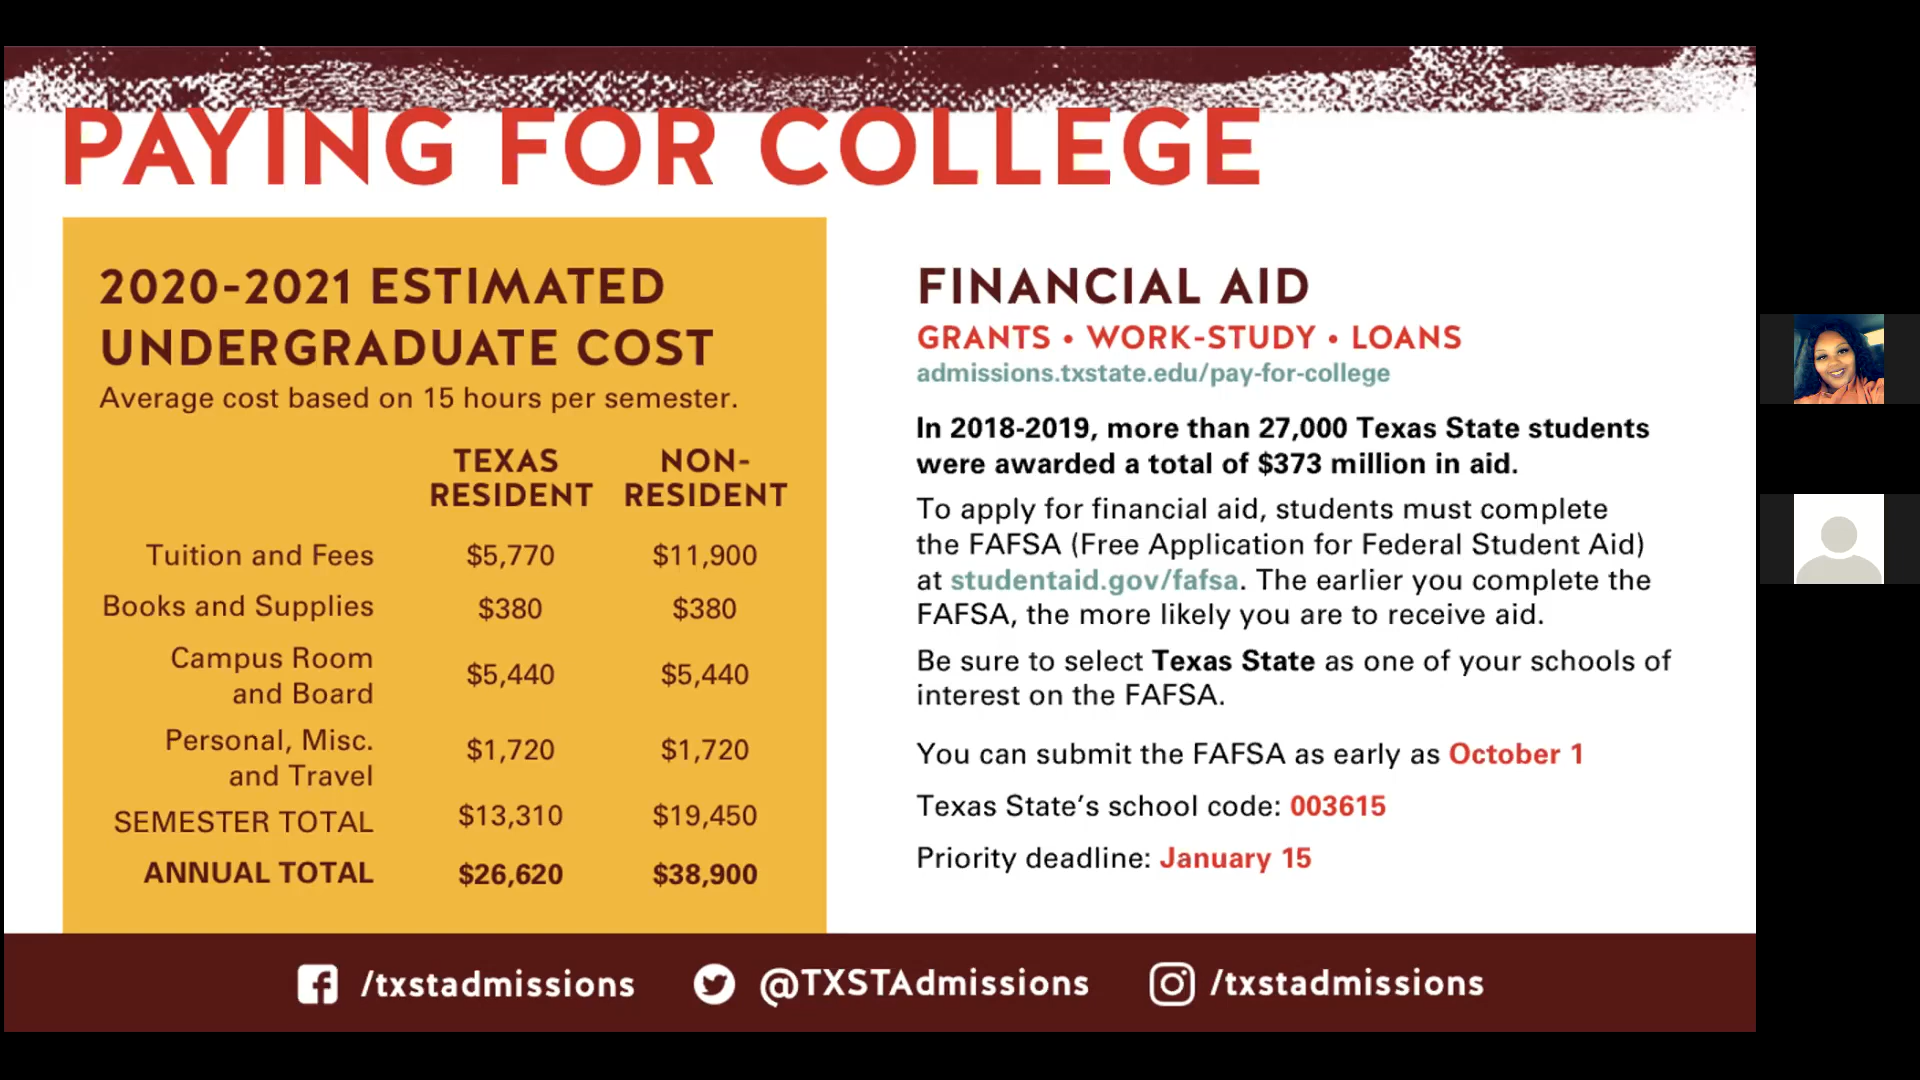 PAYING FOR COLLEGE
2020-2021 ESTIMATED
UNDERGRADUATE COST
Average cost based on 15 hours per semester.
TEXAS RESIDENT NON-RESIDENT
Tuition and Fees $5,770 $11,900
Books and Supplies $380 $380
Campus Room
and Board $5,440 $5,440
Personal, Misc.
and Travel $1,720 $1,720
SEMESTER TOTAL $13,310 $19,450
ANNUAL TOTAL $26,620 $38,900
FINANCIAL AID
GRANTS • WORK-STUDY • LOANS
admissions.txstate.edu/pay-for-college
In 2018-2019, more than 27,000 Texas State students
were awarded a total of $373 million in aid.
To apply for financial aid, students must complete
the FAFSA (Free Application for Federal Student Aid)
at studentaid.gov/fafsa. The earlier you complete the
FAFSA, the more likely you are to receive aid.
Be sure to select Texas State as one of your schools of
interest on the FAFSA.
You can submit the FAFSA as early as October 1
Texas State’s school code: 003615
Priority deadline: January 15
/txstadmissions @TXSTAdmissions /txstadmissions